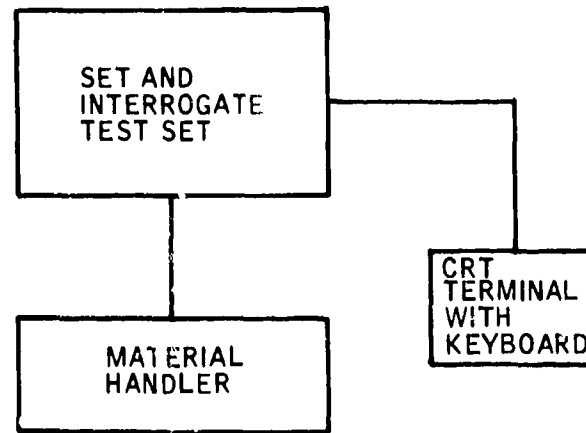 SET AND
INTERROGATE
TEST SET
CRT
TERMINAL
WITH
KEYBOARD
MATERIAL
HANDLER